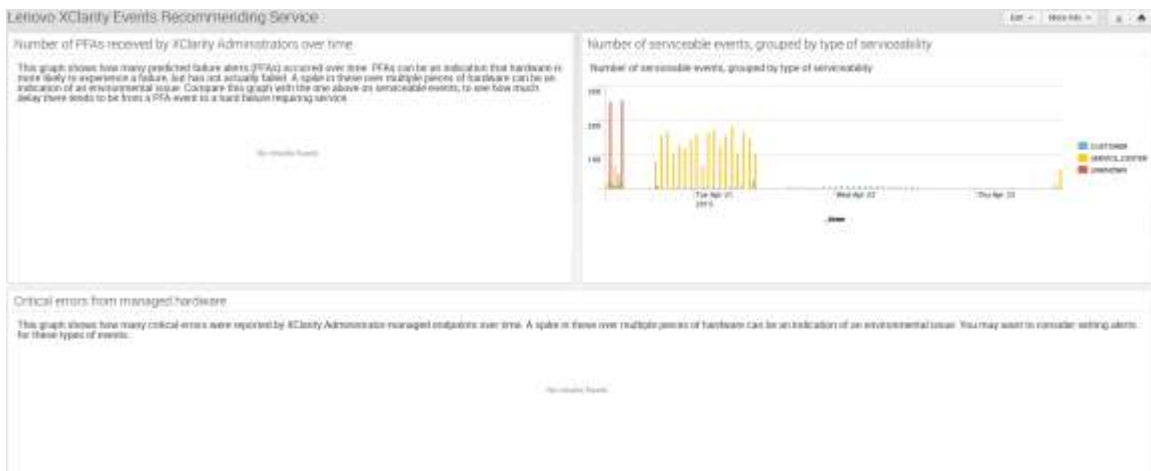 Lenovo XClarity Events Recommending Service
Edit
More Info
Number of PFAs received by XClarity Administrators over time
This graph shows how many predicted failure alerts (PFAs) occurred over time. PFAs can be an indication that hardware is
more likely to experience a failure, but has not actually failed. A spike in these over multiple pieces of hardware can be an
indication of an environmental issue. Compare this graph with the one above on serviceable events, to see how much
delay there tends to be from a PFA event to a hard failure requiring service.
No results found.
Number of serviceable events, grouped by type of serviceability
Number of serviceable events, grouped by type of serviceability
300
200
100
CUSTOMER
SERVICE_CENTER
UNKNOWN
Tue Apr 21
2015
Wed Apr 22
Thu Apr 23
_time
Critical errors from managed hardware
This graph shows how many critical errors were reported by XClarity Administrator-managed endpoints over time. A spike in these over multiple pieces of hardware can be an indication of an environmental issue. You may want to consider setting alerts
for these types of events.
No results found.